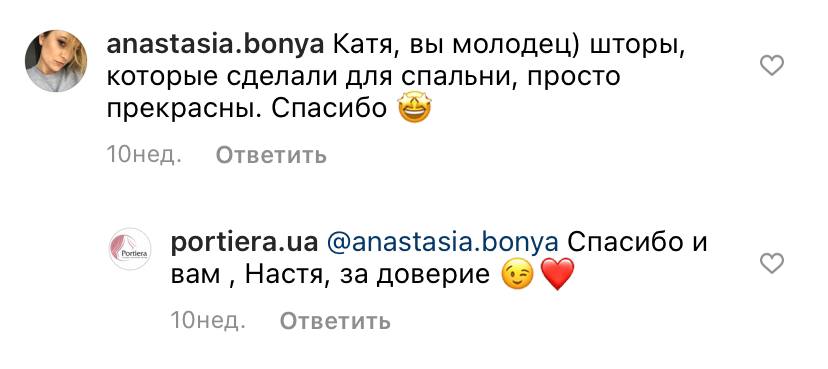 anastasia.bonya Катя, вы молодец) шторы,
которые сделали для спальни, просто
прекрасны. Спасибо 🤩
10нед. Ответить
Portiera
portiera.ua @anastasia.bonya Спасибо и
вам , Настя, за доверие 😉❤️
10нед. Ответить